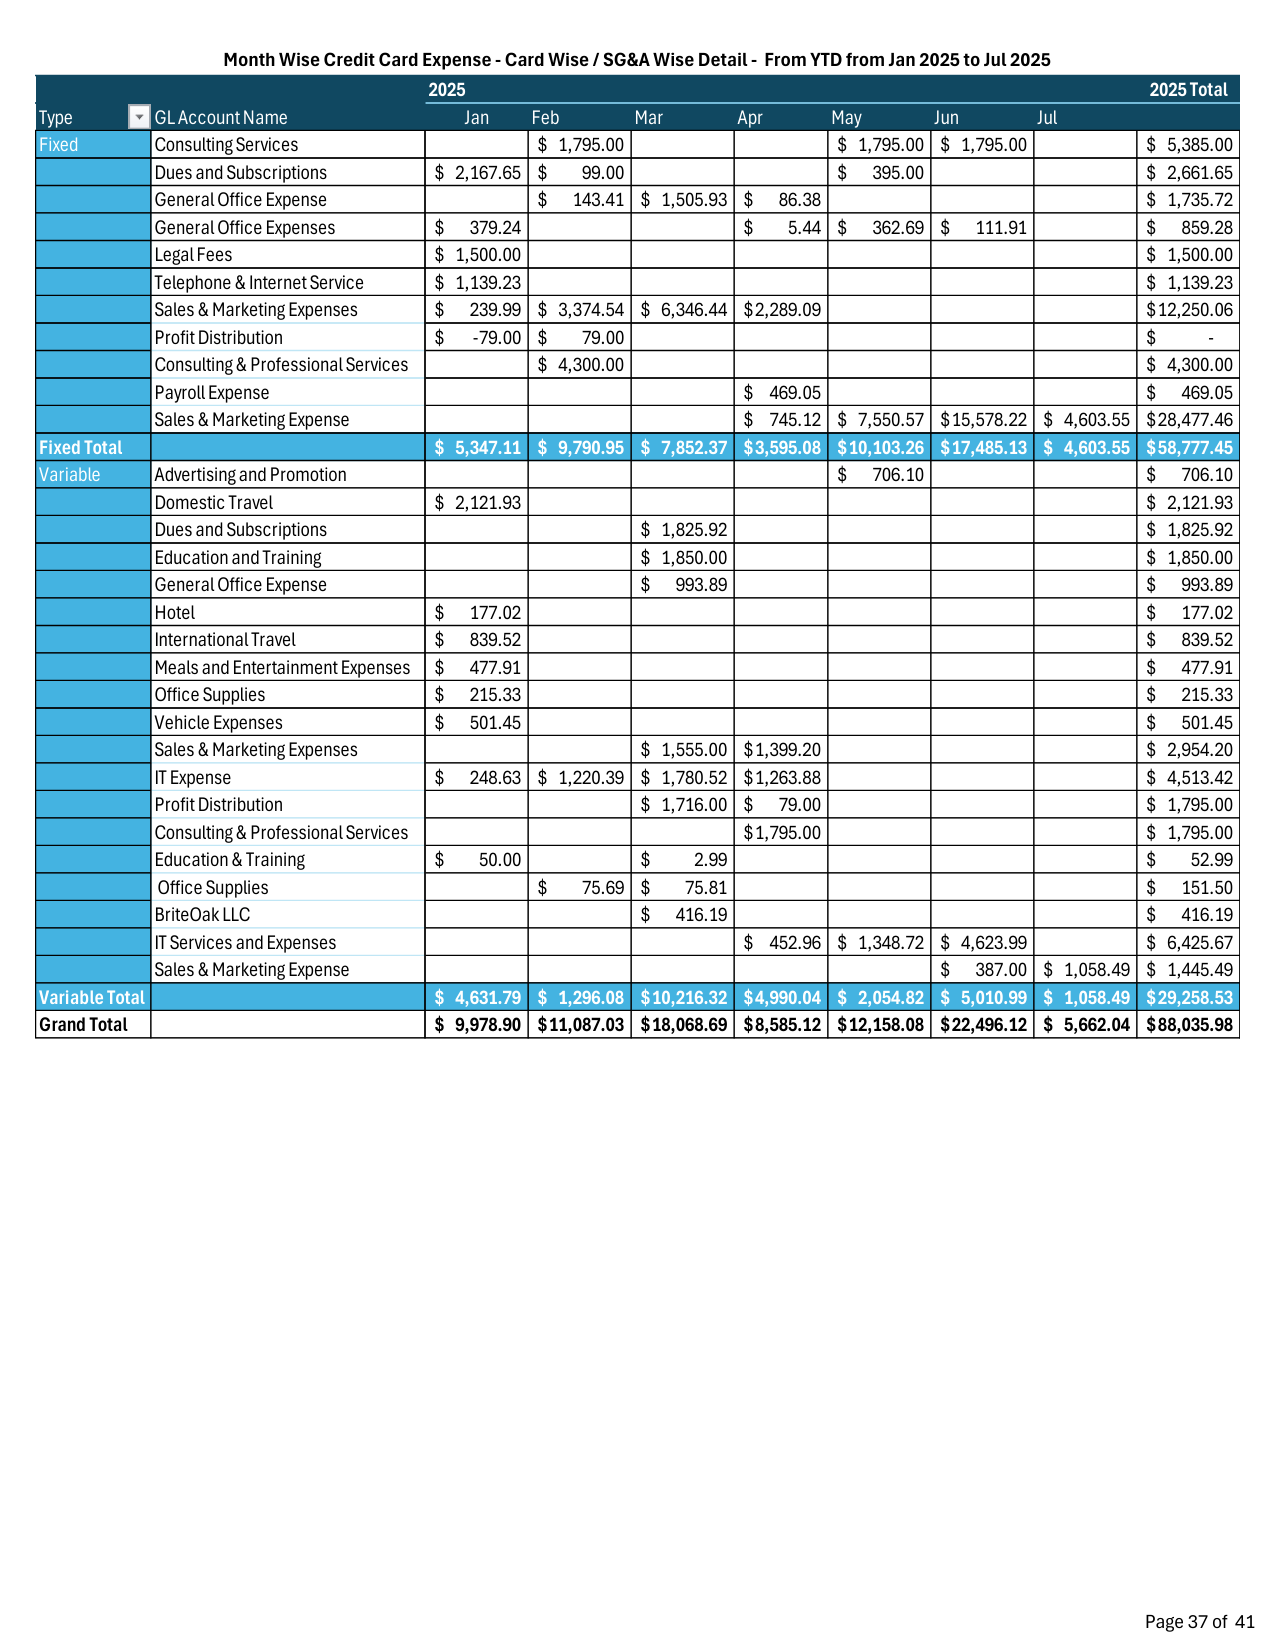 Month Wise Credit Card Expense - Card Wise / SG&A Wise Detail - From YTD from Jan 2025 to Jul 2025
2025 2025 Total
Type GL Account Name Jan Feb Mar Apr May Jun Jul
Fixed Consulting Services $ 1,795.00 $ 1,795.00 $ 1,795.00 $ 5,385.00
Dues and Subscriptions $ 2,167.65 $ 99.00 $ 395.00 $ 2,661.65
General Office Expense $ 143.41 $ 1,505.93 $ 86.38 $ 1,735.72
General Office Expenses $ 379.24 $ 5.44 $ 362.69 $ 111.91 $ 859.28
Legal Fees $ 1,500.00 $ 1,500.00
Telephone & Internet Service $ 1,139.23 $ 1,139.23
Sales & Marketing Expenses $ 239.99 $ 3,374.54 $ 6,346.44 $2,289.09 $12,250.06
Profit Distribution $ -79.00 $ 79.00 $ -
Consulting & Professional Services $ 4,300.00 $ 4,300.00
Payroll Expense $ 469.05 $ 469.05
Sales & Marketing Expense $ 745.12 $ 7,550.57 $15,578.22 $ 4,603.55 $28,477.46
Fixed Total $ 5,347.11 $ 9,790.95 $ 7,852.37 $3,595.08 $10,103.26 $17,485.13 $ 4,603.55 $58,777.45
Variable Advertising and Promotion $ 706.10 $ 706.10
Domestic Travel $ 2,121.93 $ 2,121.93
Dues and Subscriptions $ 1,825.92 $ 1,825.92
Education and Training $ 1,850.00 $ 1,850.00
General Office Expense $ 993.89 $ 993.89
Hotel $ 177.02 $ 177.02
International Travel $ 839.52 $ 839.52
Meals and Entertainment Expenses $ 477.91 $ 477.91
Office Supplies $ 215.33 $ 215.33
Vehicle Expenses $ 501.45 $ 501.45
Sales & Marketing Expenses $ 1,555.00 $1,399.20 $ 2,954.20
IT Expense $ 248.63 $ 1,220.39 $ 1,780.52 $1,263.88 $ 4,513.42
Profit Distribution $ 1,716.00 $ 79.00 $ 1,795.00
Consulting & Professional Services $1,795.00 $ 1,795.00
Education & Training $ 50.00 $ 2.99 $ 52.99
Office Supplies $ 75.69 $ 75.81 $ 151.50
BriteOak LLC $ 416.19 $ 416.19
IT Services and Expenses $ 452.96 $ 1,348.72 $ 4,623.99 $ 6,425.67
Sales & Marketing Expense $ 387.00 $ 1,058.49 $ 1,445.49
Variable Total $ 4,631.79 $ 1,296.08 $10,216.32 $4,990.04 $ 2,054.82 $ 5,010.99 $ 1,058.49 $29,258.53
Grand Total $ 9,978.90 $11,087.03 $18,068.69 $8,585.12 $12,158.08 $22,496.12 $ 5,662.04 $88,035.98
Page 37 of 41